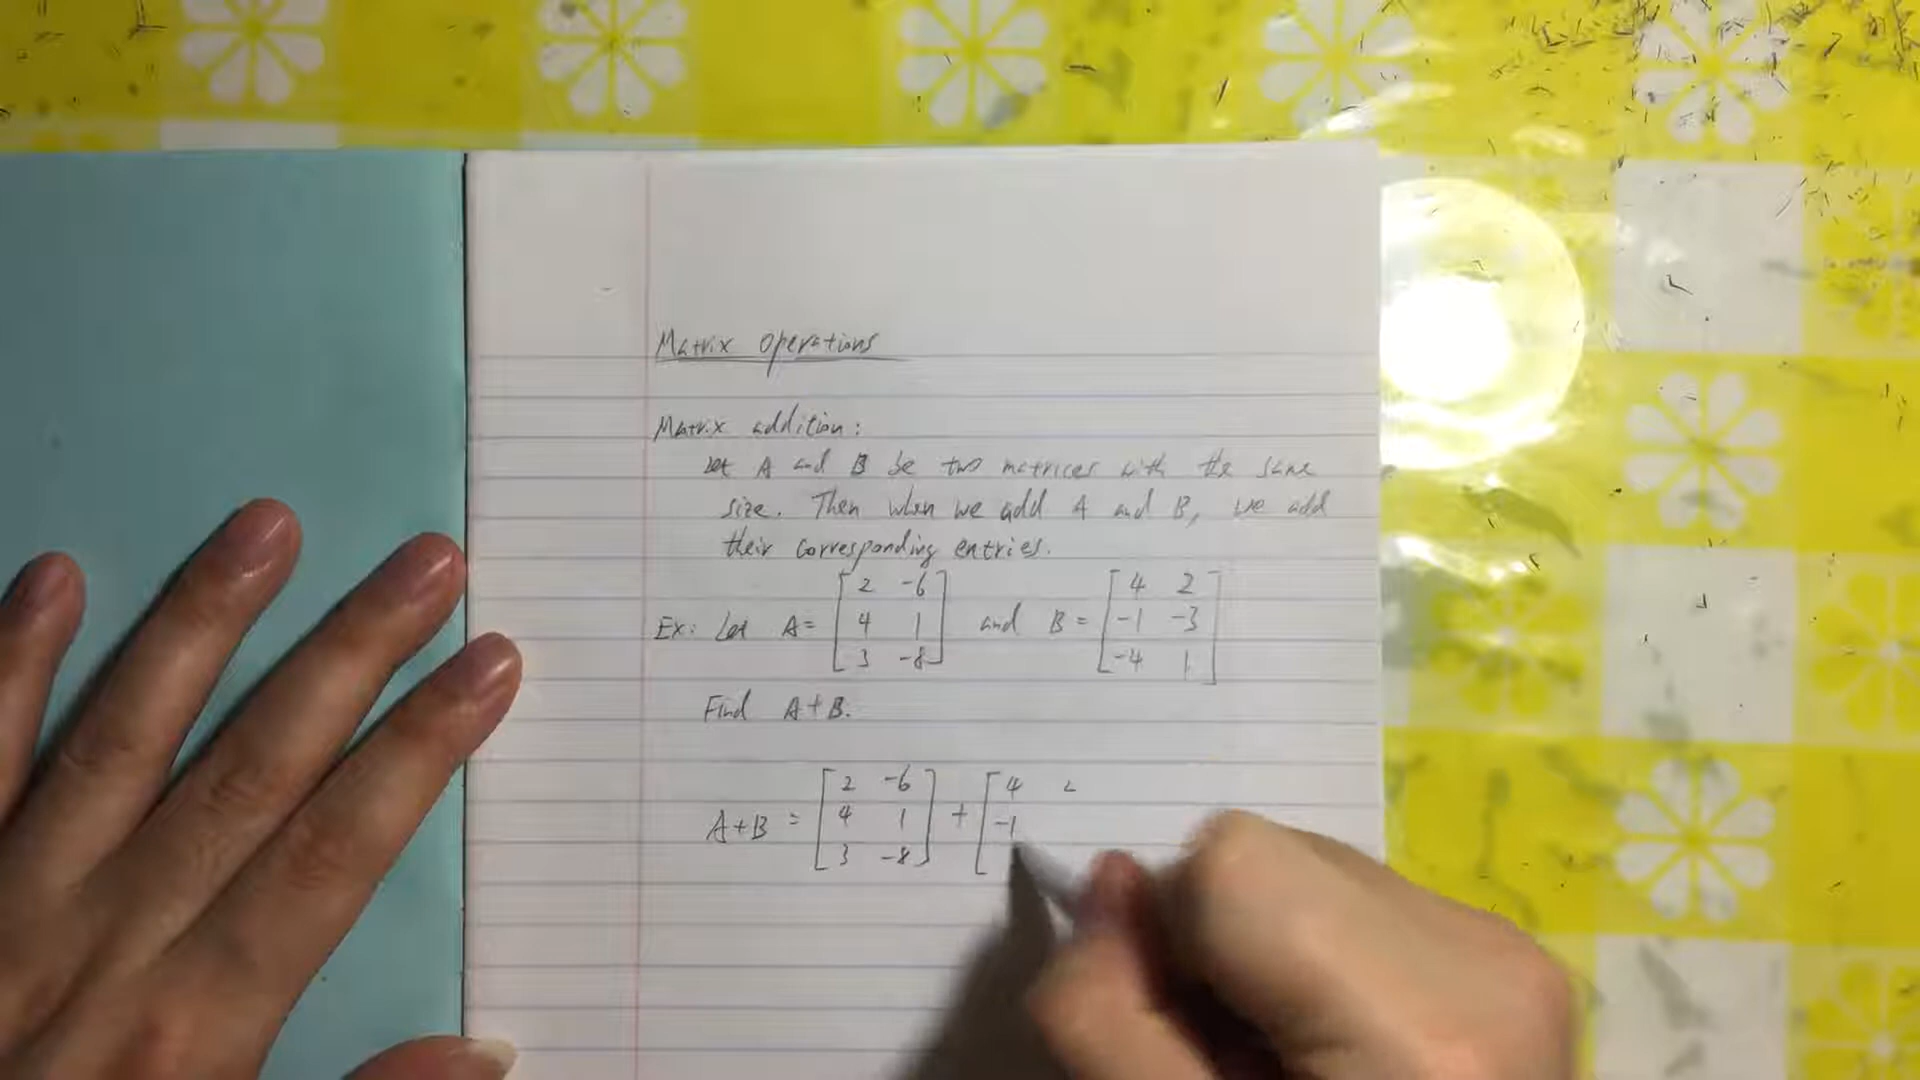 Matrix Operations
Matrix addition:
Let A and B be two matrices with the same
size. Then when we add A and B, we add
their corresponding entries.
Ex: Let A = [2 -6; 4 1; 3 -8] and B = [4 2; -1 -3; -4 1]
Find A+B.
A+B = [2 -6; 4 1; 3 -8] + [4 2; -1